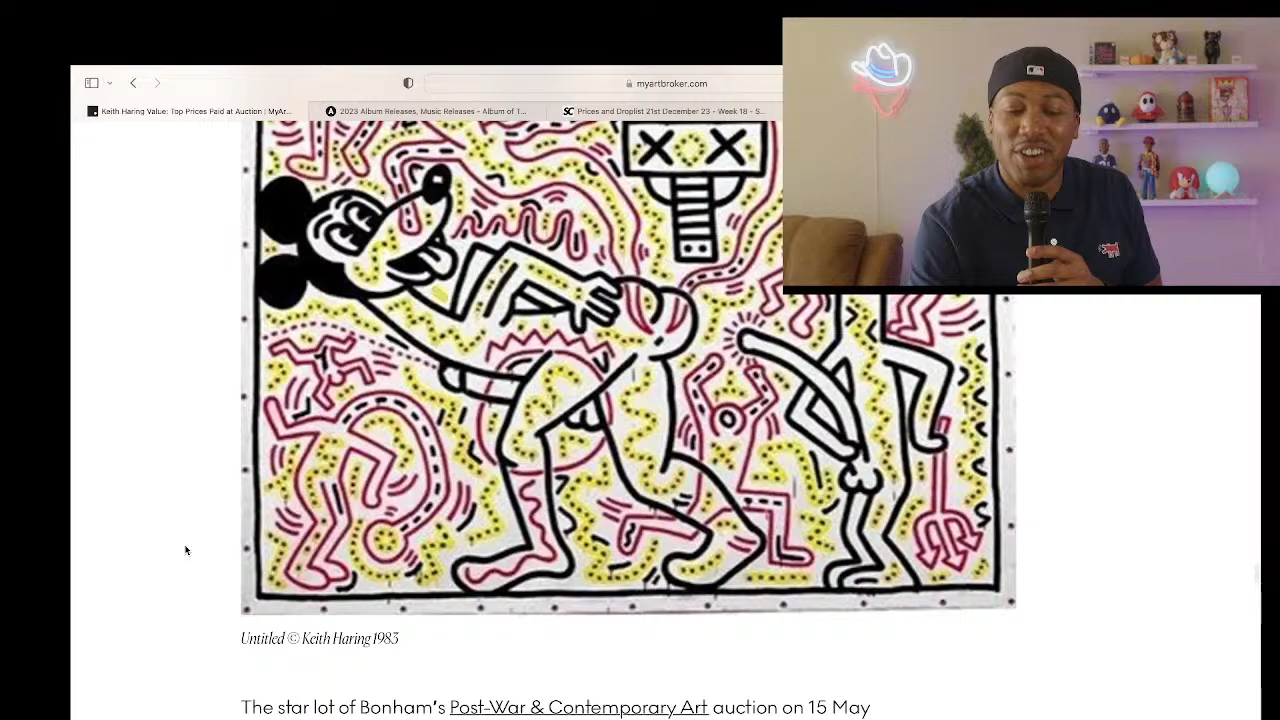 myartbroker.com
Keith Haring Value: Top Prices Paid at Auction | MyAr...
2023 Album Releases, Music Releases - Album of T...
Prices and Droplist 21st December 23 - Week 18 - S...
Untitled © Keith Haring 1983
The star lot of Bonham's Post-War & Contemporary Art auction on 15 May